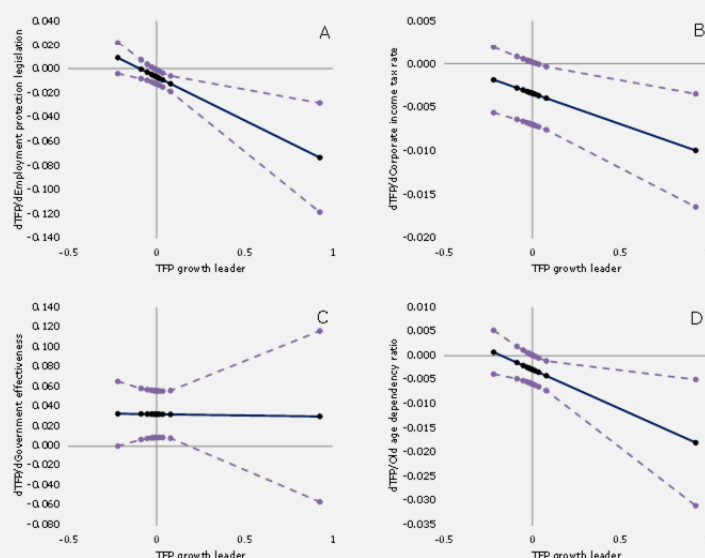 A
dTFP/dEmployment protection legislation
0.040
0.020
0.000
-0.020
-0.040
-0.060
-0.080
-0.100
-0.120
-0.140
-0.5 0 0.5 1
TFP growth leader
B
dTFP/dCorporate income tax rate
0.005
0.000
-0.005
-0.010
-0.015
-0.020
-0.5 0 0.5
TFP growth leader
C
dTFP/dGovernment effectiveness
0.140
0.120
0.100
0.080
0.060
0.040
0.020
0.000
-0.020
-0.040
-0.060
-0.080
-0.5 0 0.5 1
TFP growth leader
D
dTFP/Old age dependency ratio
0.010
0.005
0.000
-0.005
-0.010
-0.015
-0.020
-0.025
-0.030
-0.035
-0.5 0 0.5
TFP growth leader